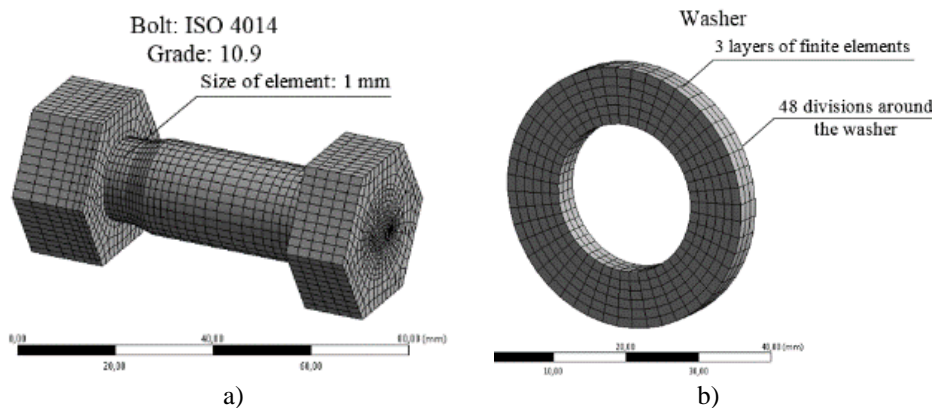 Bolt: ISO 4014
Grade: 10.9
Size of element: 1 mm
0,00 40,00 80,00 (mm)
20,00 60,00
a)
Washer
3 layers of finite elements
48 divisions around
the washer
20,00 40,00 (mm)
10,00 30,00
b)